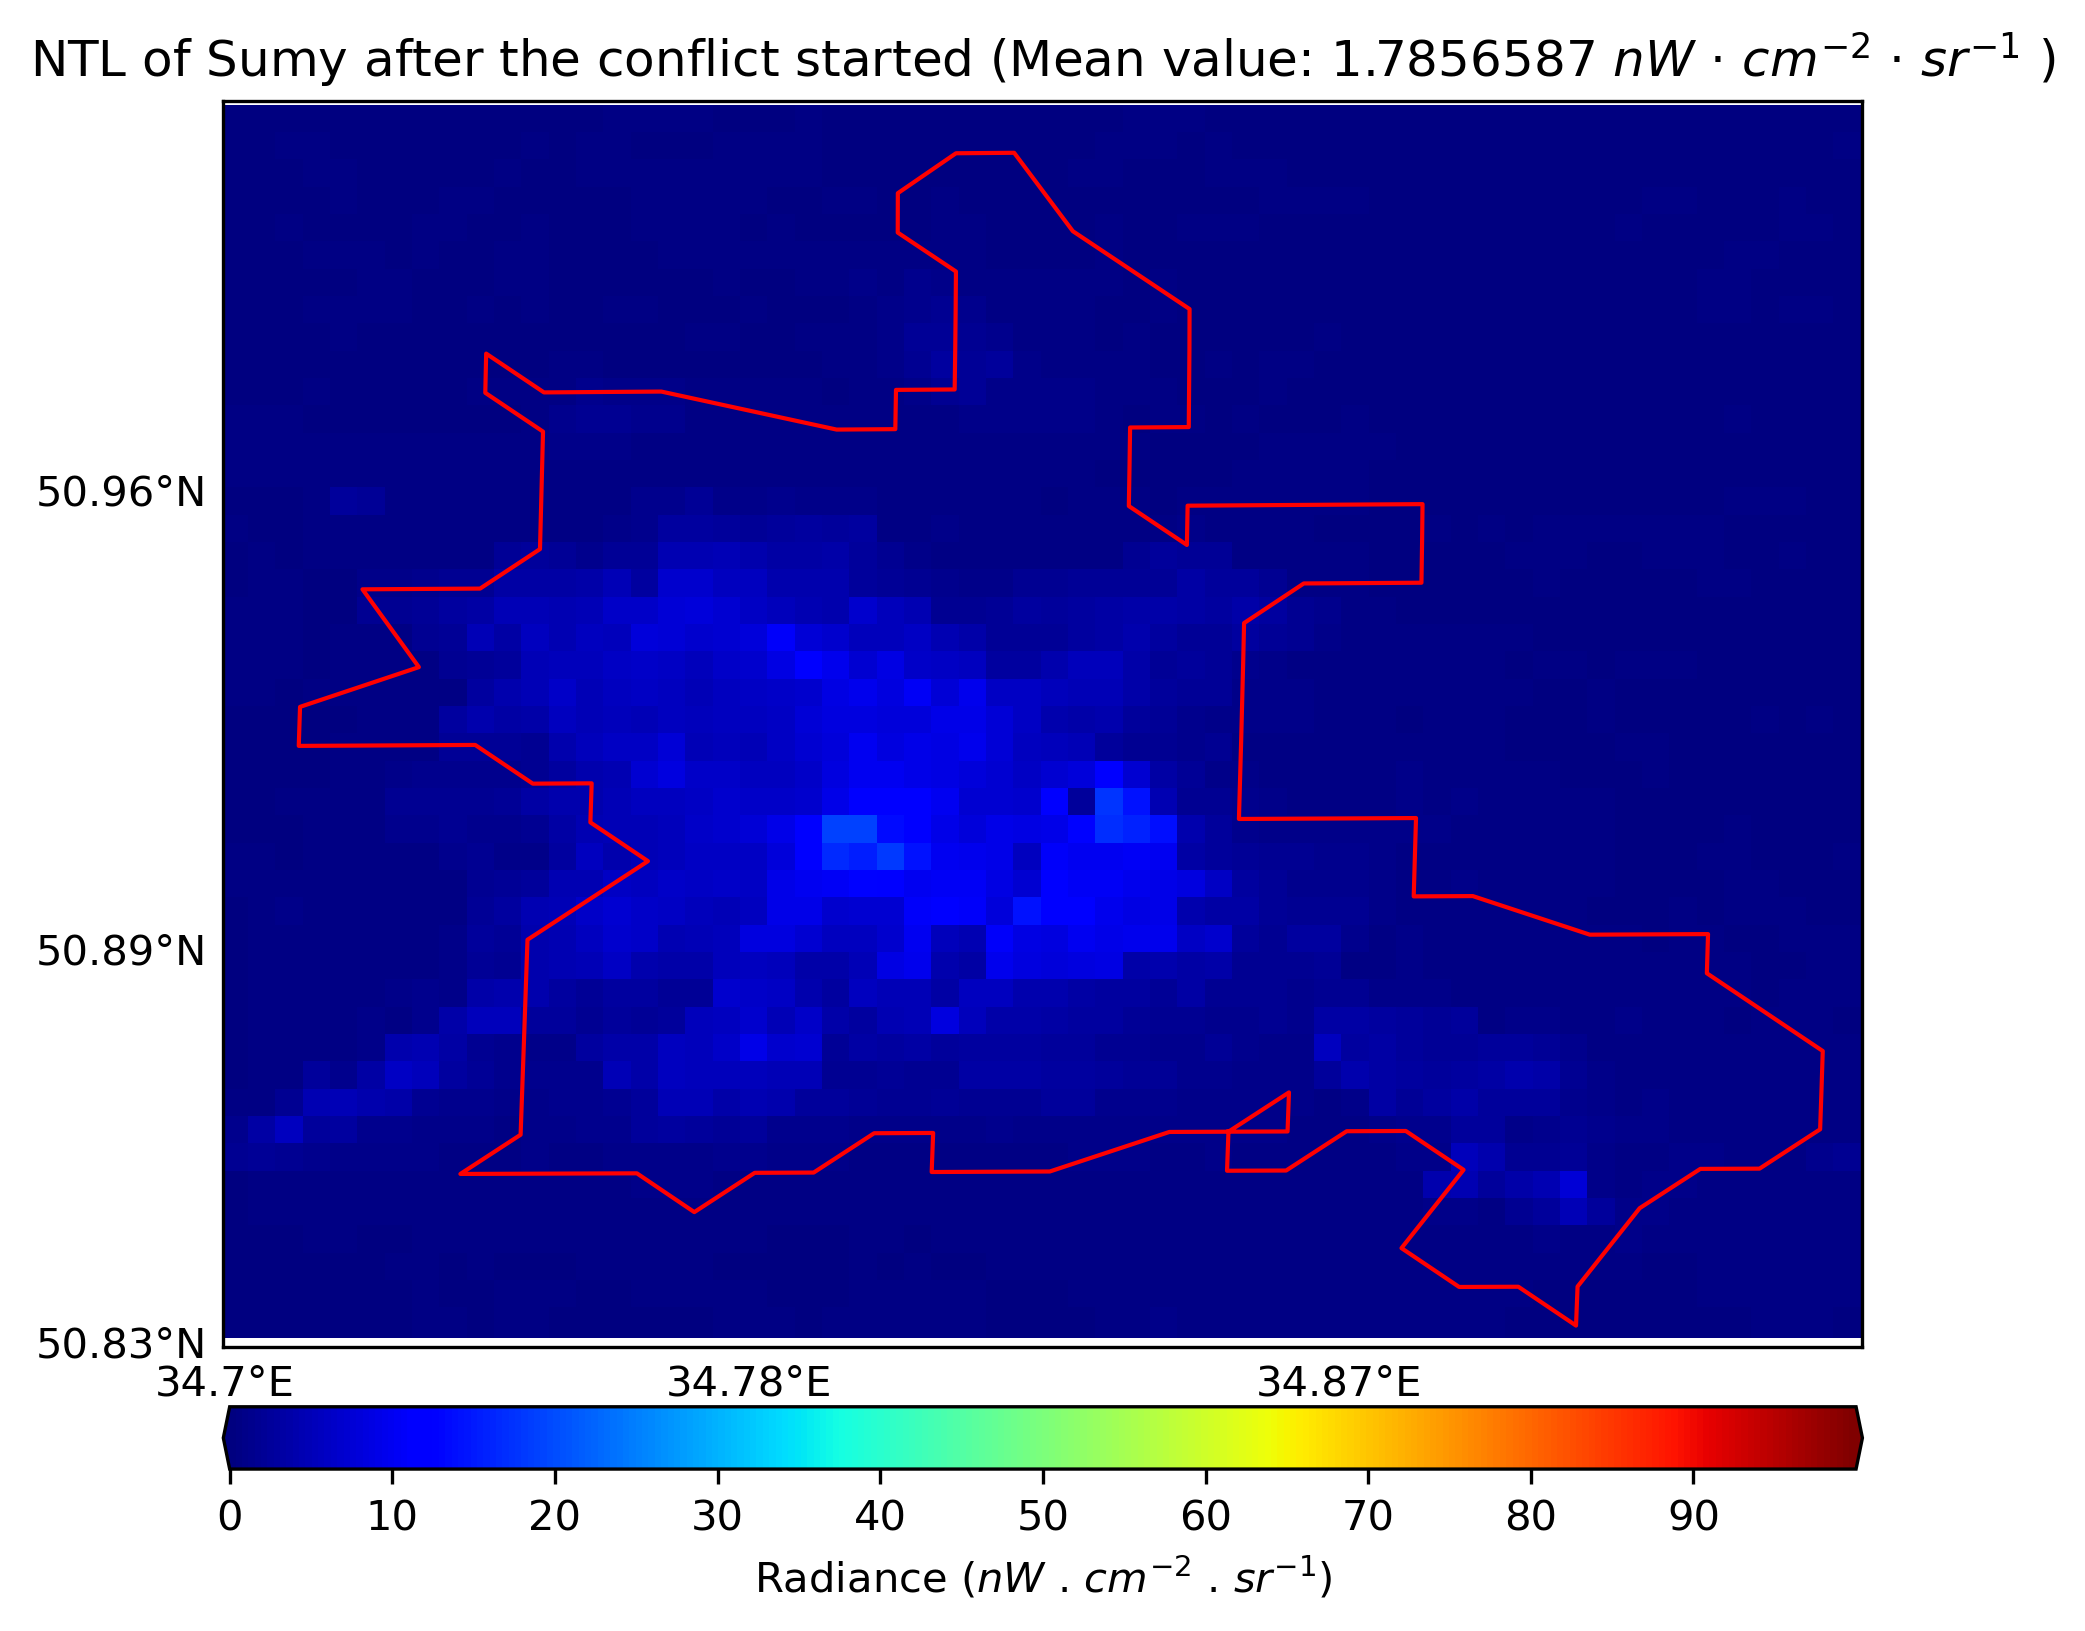 NTL of Sumy after the conflict started (Mean value: 1.7856587 nW · cm⁻² · sr⁻¹ )
50.96°N
50.89°N
50.83°N
34.7°E 34.78°E 34.87°E
0 10 20 30 40 50 60 70 80 90
Radiance (nW . cm⁻² . sr⁻¹)